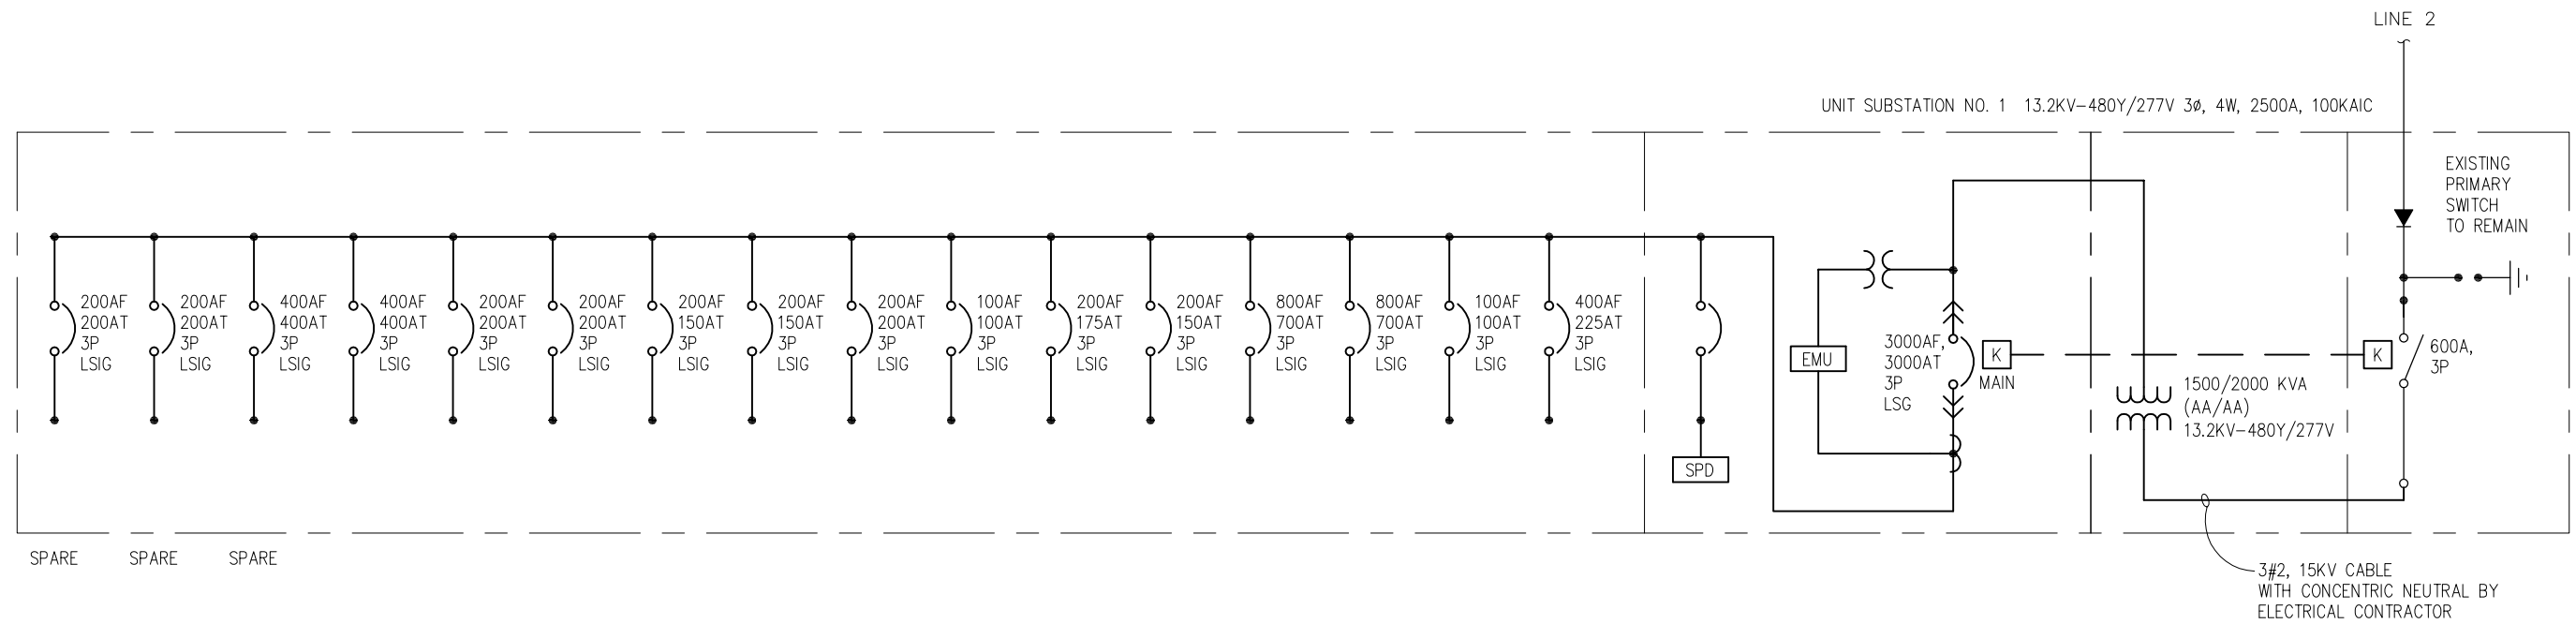 LINE 2
UNIT SUBSTATION NO. 1 13.2KV-480Y/277V 3ø, 4W, 2500A, 100KAIC
EXISTING
PRIMARY
SWITCH
TO REMAIN
200AF
200AT
3P
LSIG
200AF
200AT
3P
LSIG
400AF
400AT
3P
LSIG
400AF
400AT
3P
LSIG
200AF
200AT
3P
LSIG
200AF
200AT
3P
LSIG
200AF
150AT
3P
LSIG
200AF
150AT
3P
LSIG
200AF
200AT
3P
LSIG
100AF
100AT
3P
LSIG
200AF
175AT
3P
LSIG
200AF
150AT
3P
LSIG
800AF
700AT
3P
LSIG
800AF
700AT
3P
LSIG
100AF
100AT
3P
LSIG
400AF
225AT
3P
LSIG
SPD
EMU
3000AF,
3000AT
3P
LSG
K
MAIN
K
600A,
3P
1500/2000 KVA
(AA/AA)
13.2KV-480Y/277V
SPARE
SPARE
SPARE
3#2, 15KV CABLE
WITH CONCENTRIC NEUTRAL BY
ELECTRICAL CONTRACTOR